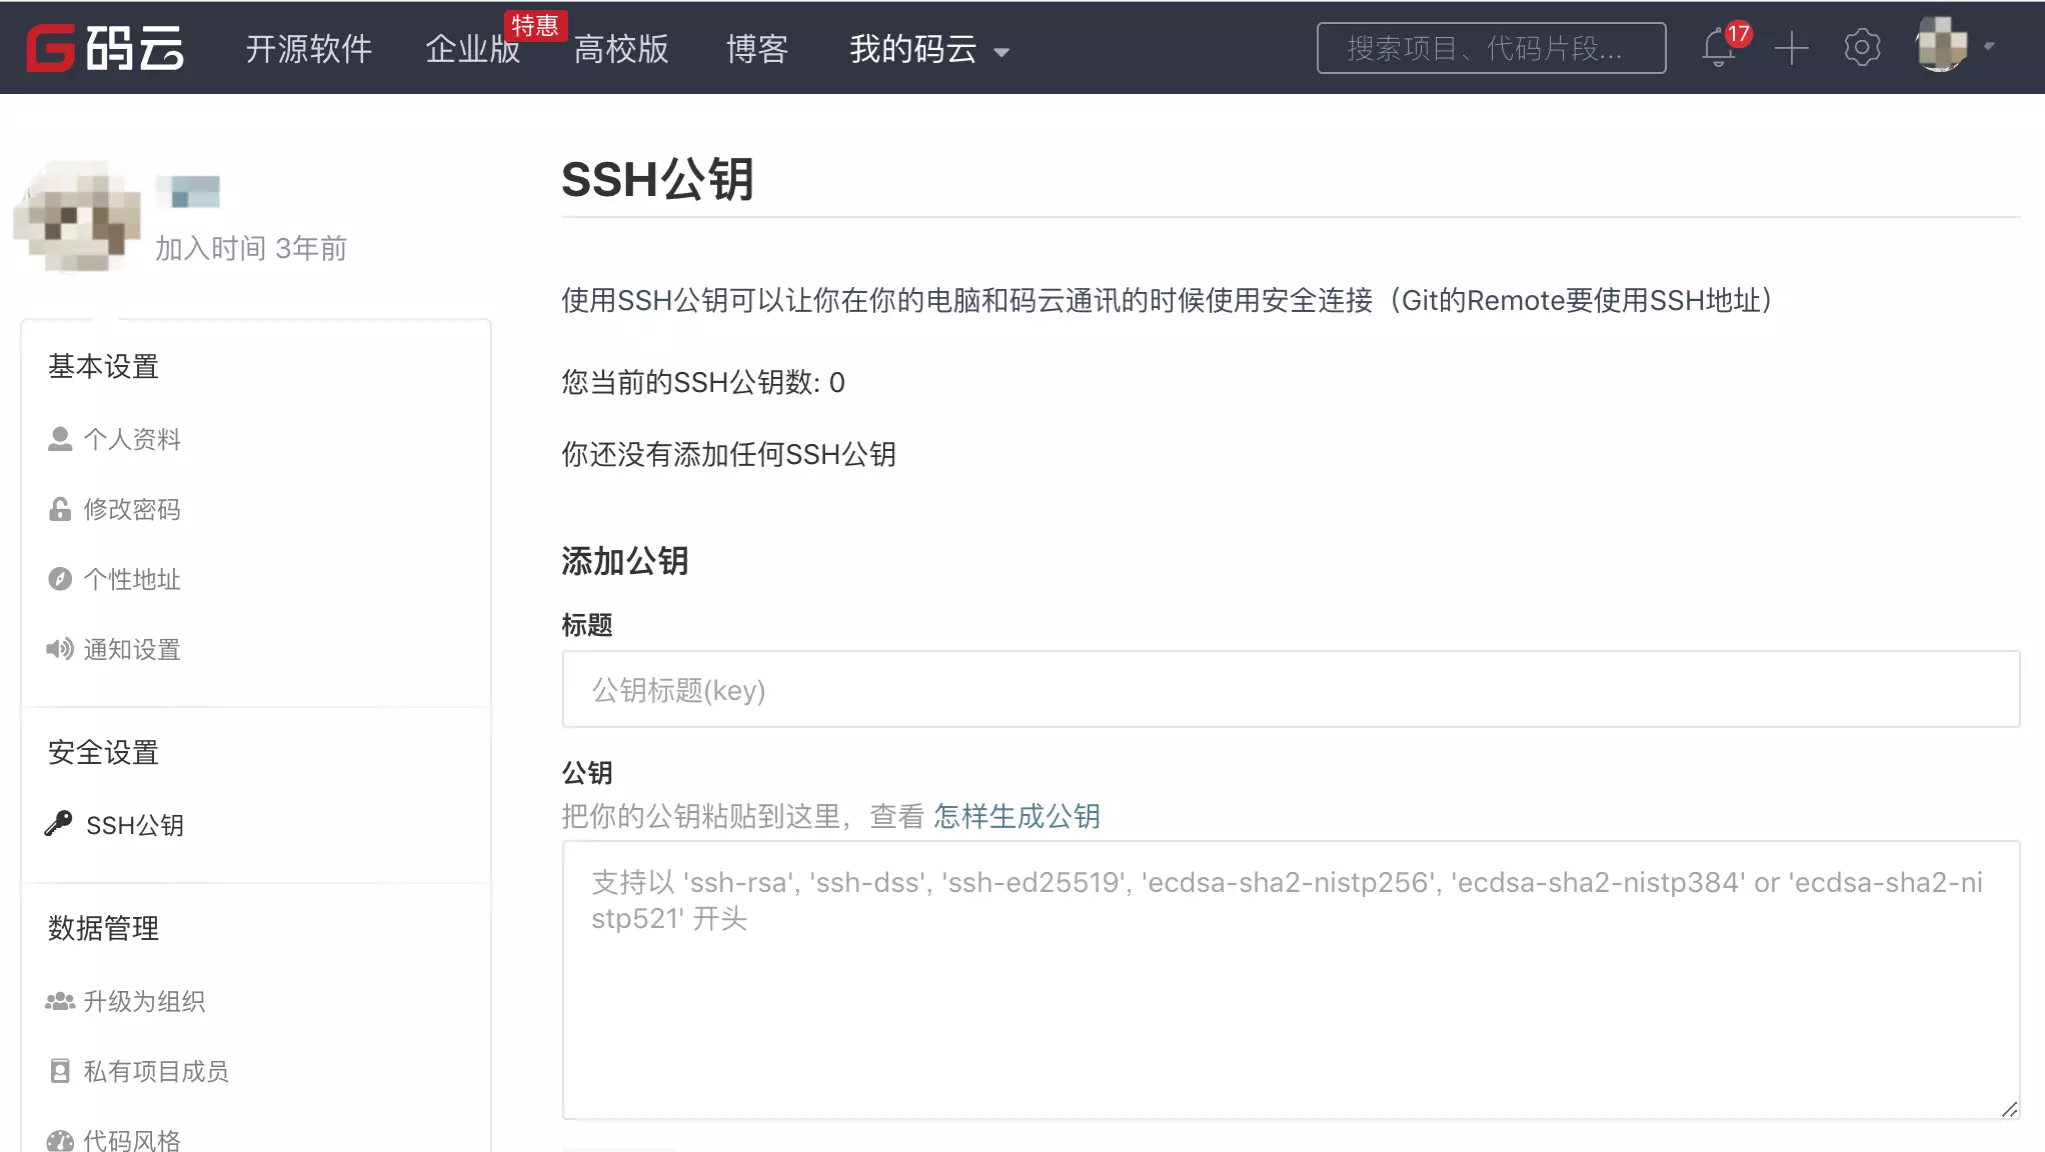 G码云 开源软件 企业版 特惠 高校版 博客 我的码云 搜索项目、代码片段... 17
加入时间 3年前
基本设置
个人资料
修改密码
个性地址
通知设置
安全设置
SSH公钥
数据管理
升级为组织
私有项目成员
代码风格
SSH公钥
使用SSH公钥可以让你在你的电脑和码云通讯的时候使用安全连接（Git的Remote要使用SSH地址）
您当前的SSH公钥数: 0
你还没有添加任何SSH公钥
添加公钥
标题
公钥标题(key)
公钥
把你的公钥粘贴到这里，查看 怎样生成公钥
支持以 'ssh-rsa', 'ssh-dss', 'ssh-ed25519', 'ecdsa-sha2-nistp256', 'ecdsa-sha2-nistp384' or 'ecdsa-sha2-ni
stp521' 开头